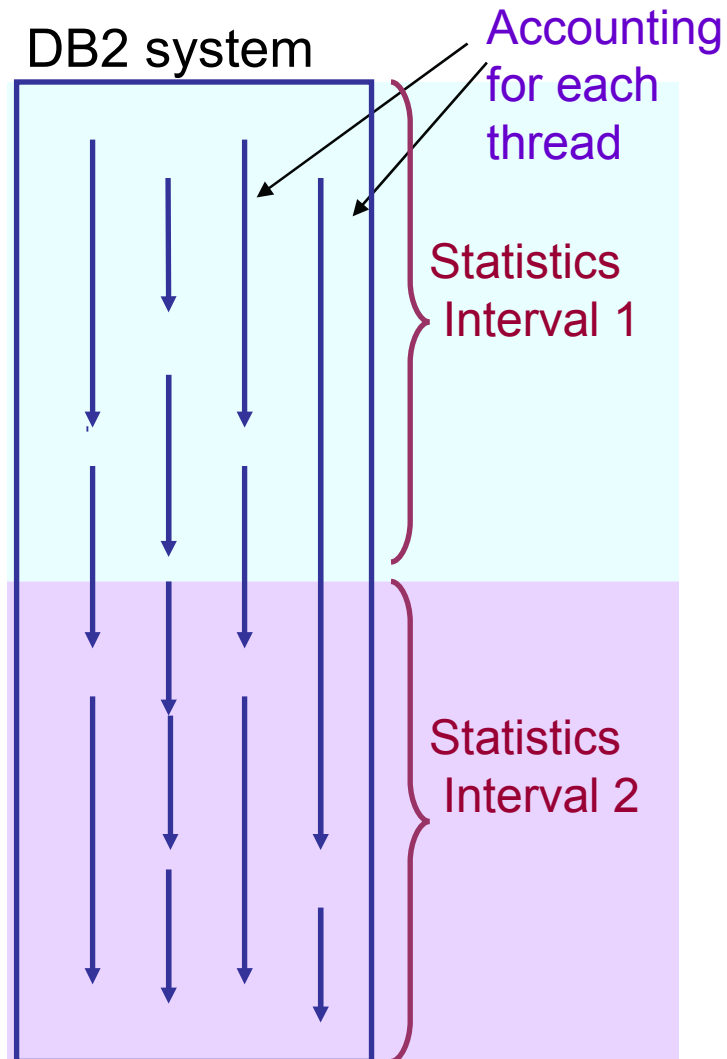 DB2 system
Accounting
for each
thread
Statistics
Interval 1
Statistics
Interval 2